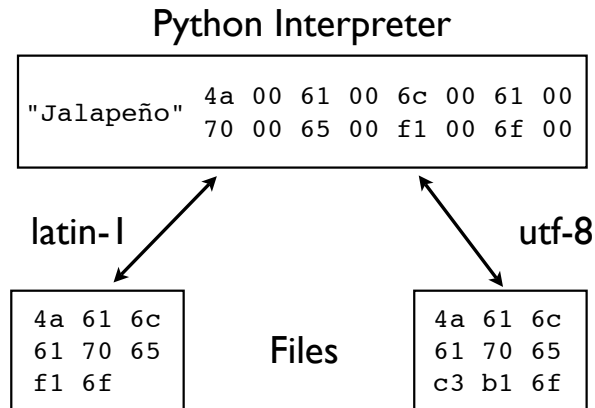 Python Interpreter
"Jalapeño"
4a 00 61 00 6c 00 61 00
70 00 65 00 f1 00 6f 00
latin-1
utf-8
4a 61 6c
61 70 65
f1 6f
Files
4a 61 6c
61 70 65
c3 b1 6f